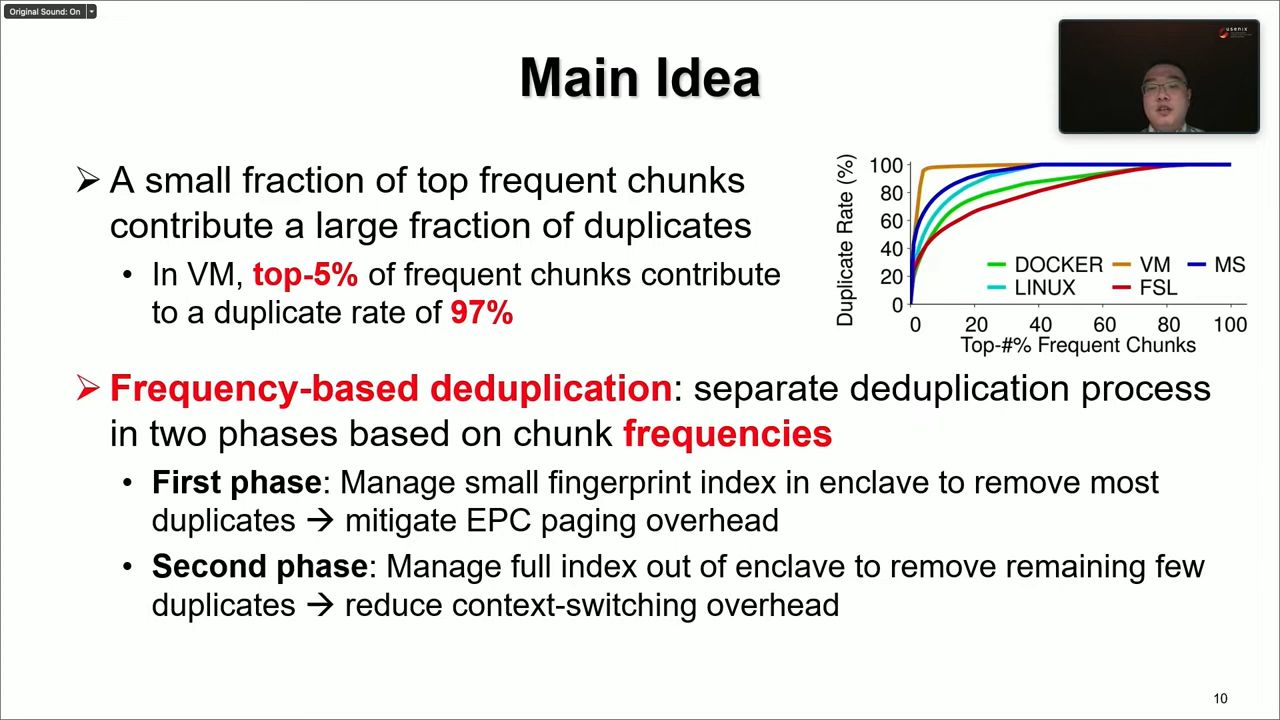 Original Sound: On
usenix
Main Idea
A small fraction of top frequent chunks
contribute a large fraction of duplicates
• In VM, top-5% of frequent chunks contribute
to a duplicate rate of 97%
Duplicate Rate (%)
100
80
60
40
20
0
DOCKER VM MS
LINUX FSL
0 20 40 60 80 100
Top-#% Frequent Chunks
Frequency-based deduplication: separate deduplication process
in two phases based on chunk frequencies
• First phase: Manage small fingerprint index in enclave to remove most
duplicates → mitigate EPC paging overhead
• Second phase: Manage full index out of enclave to remove remaining few
duplicates → reduce context-switching overhead
10